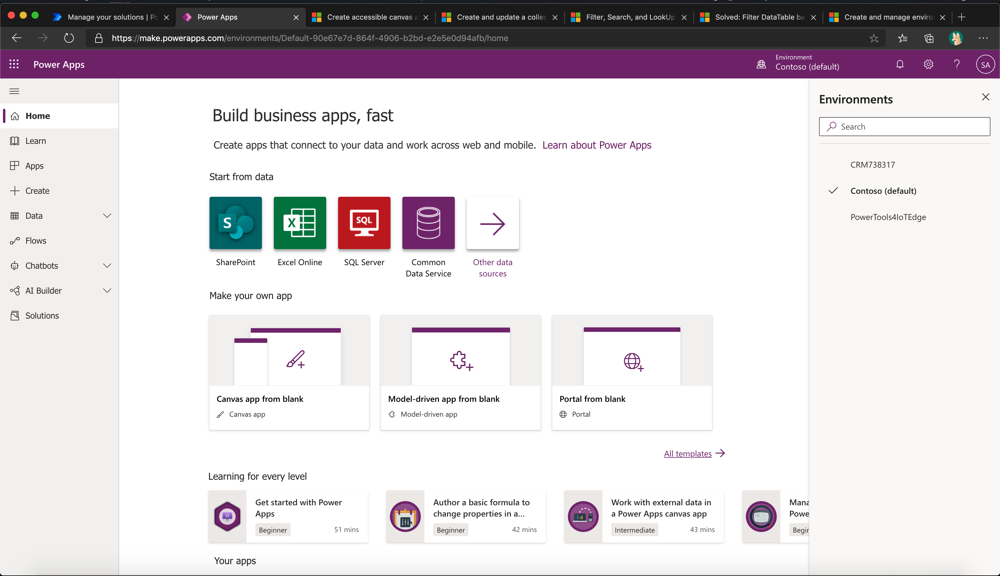 Manage your solutions | Po
Power Apps
Create accessible canvas a
Create and update a collec
Filter, Search, and LookUp
Solved: Filter DataTable ba
Create and manage enviro
https://make.powerapps.com/environments/Default-90e67e7d-864f-4906-b2bd-e2e5e0d94afb/home
Power Apps
Environment
Contoso (default)
SA
Home
Learn
Apps
Create
Data
Flows
Chatbots
AI Builder
Solutions
Build business apps, fast
Create apps that connect to your data and work across web and mobile. Learn about Power Apps
Start from data
S
X
SQL
SharePoint
Excel Online
SQL Server
Common
Data Service
Other data
sources
Make your own app
Canvas app from blank
Canvas app
Model-driven app from blank
Model-driven app
Portal from blank
Portal
All templates
Learning for every level
Get started with Power
Apps
Beginner
51 mins
Author a basic formula to
change properties in a...
Beginner
42 mins
Work with external data in
a Power Apps canvas app
Intermediate
43 mins
Mana
Powe
Begir
Your apps
Environments
Search
CRM738317
Contoso (default)
PowerTools4IoTEdge